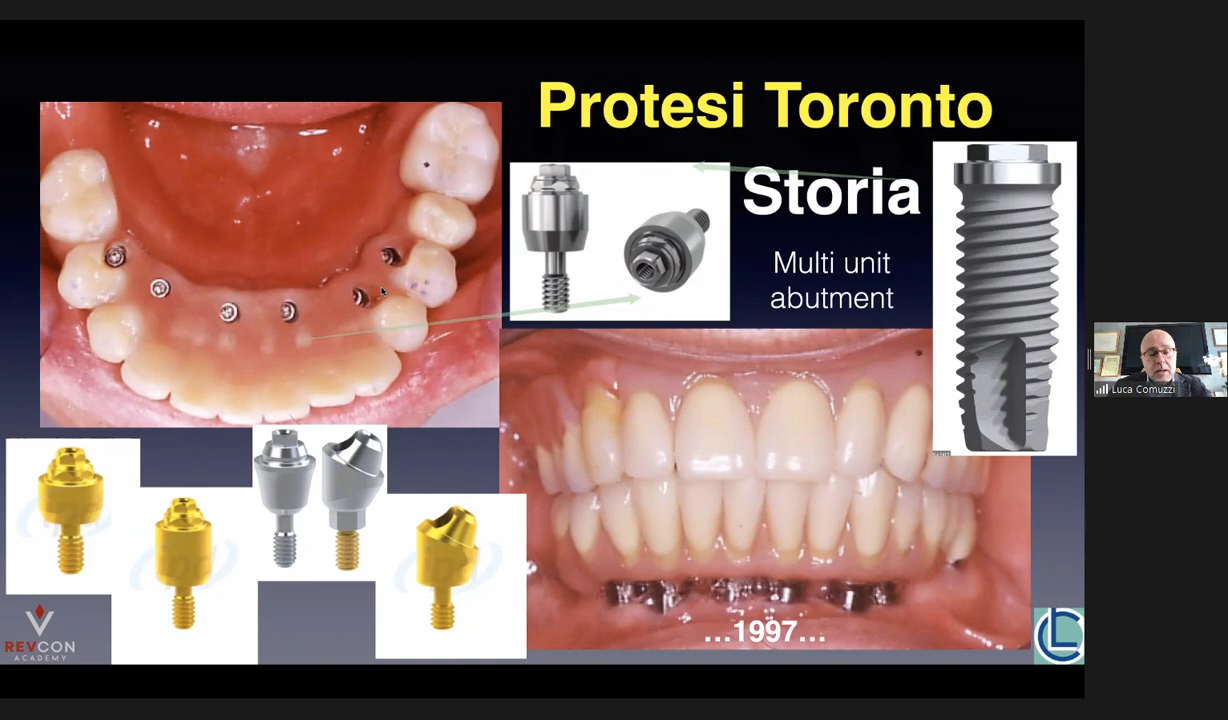 Protesi Toronto
Storia
Multi unit
abutment
...1997...
REVCON
ACADEMY
Luca Comuzzi